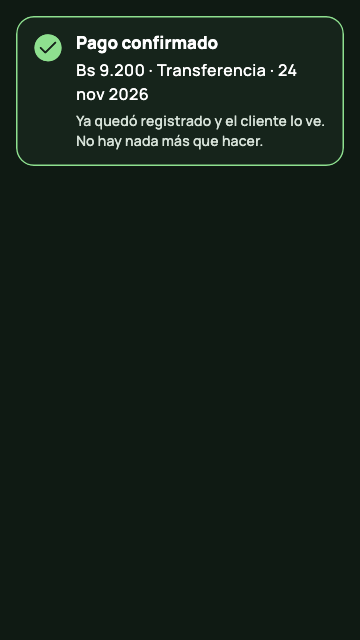 Pago confirmado
Bs 9.200 · Transferencia · 24
nov 2026
Ya quedó registrado y el cliente lo ve.
No hay nada más que hacer.